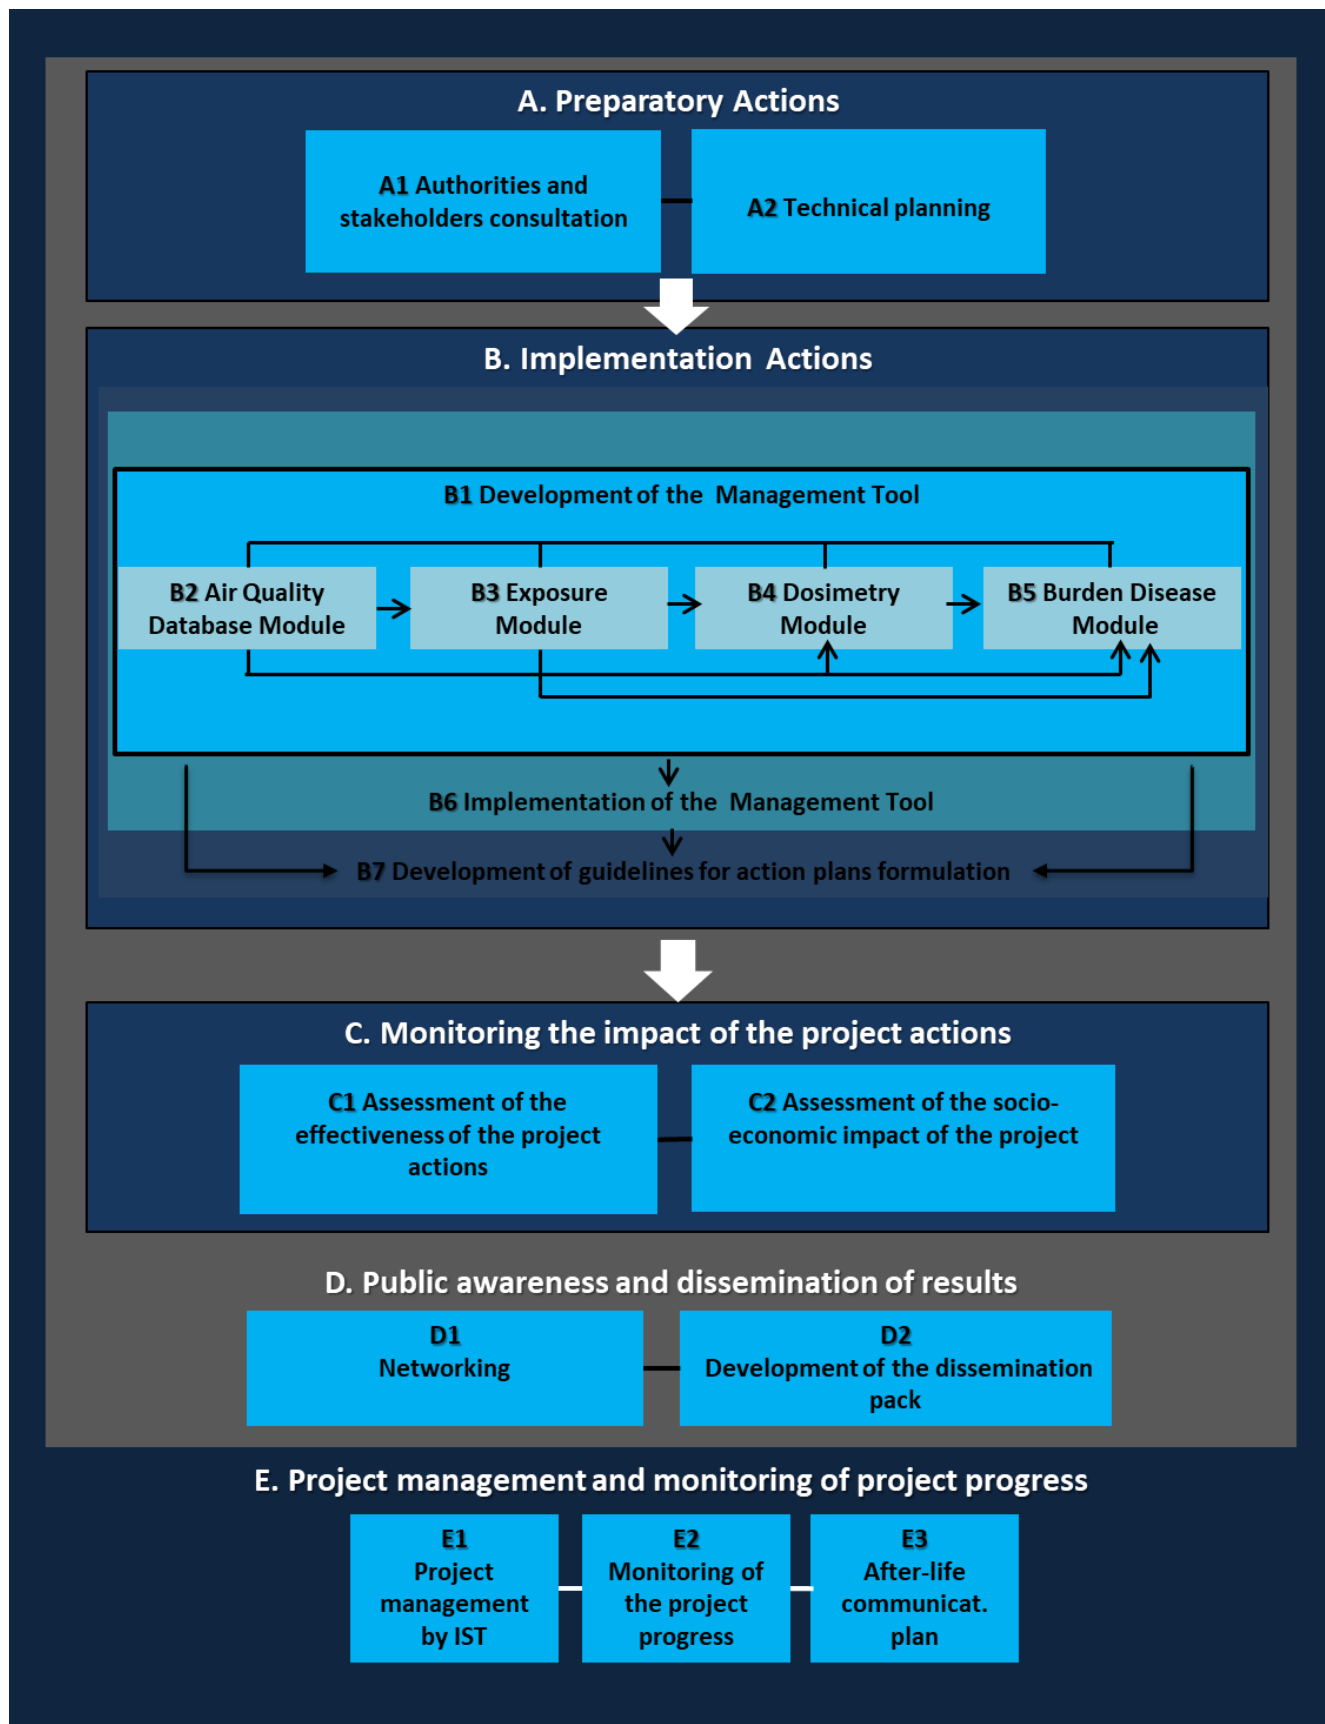 A. Preparatory Actions
A1 Authorities and
stakeholders consultation
A2 Technical planning
B. Implementation Actions
B1 Development of the Management Tool
B2 Air Quality
Database Module
B3 Exposure
Module
B4 Dosimetry
Module
B5 Burden Disease
Module
B6 Implementation of the Management Tool
B7 Development of guidelines for action plans formulation
C. Monitoring the impact of the project actions
C1 Assessment of the
effectiveness of the project
actions
C2 Assessment of the socio-
economic impact of the project
D. Public awareness and dissemination of results
D1
Networking
D2
Development of the dissemination
pack
E. Project management and monitoring of project progress
E1
Project
management
by IST
E2
Monitoring of
the project
progress
E3
After-life
communicat.
plan